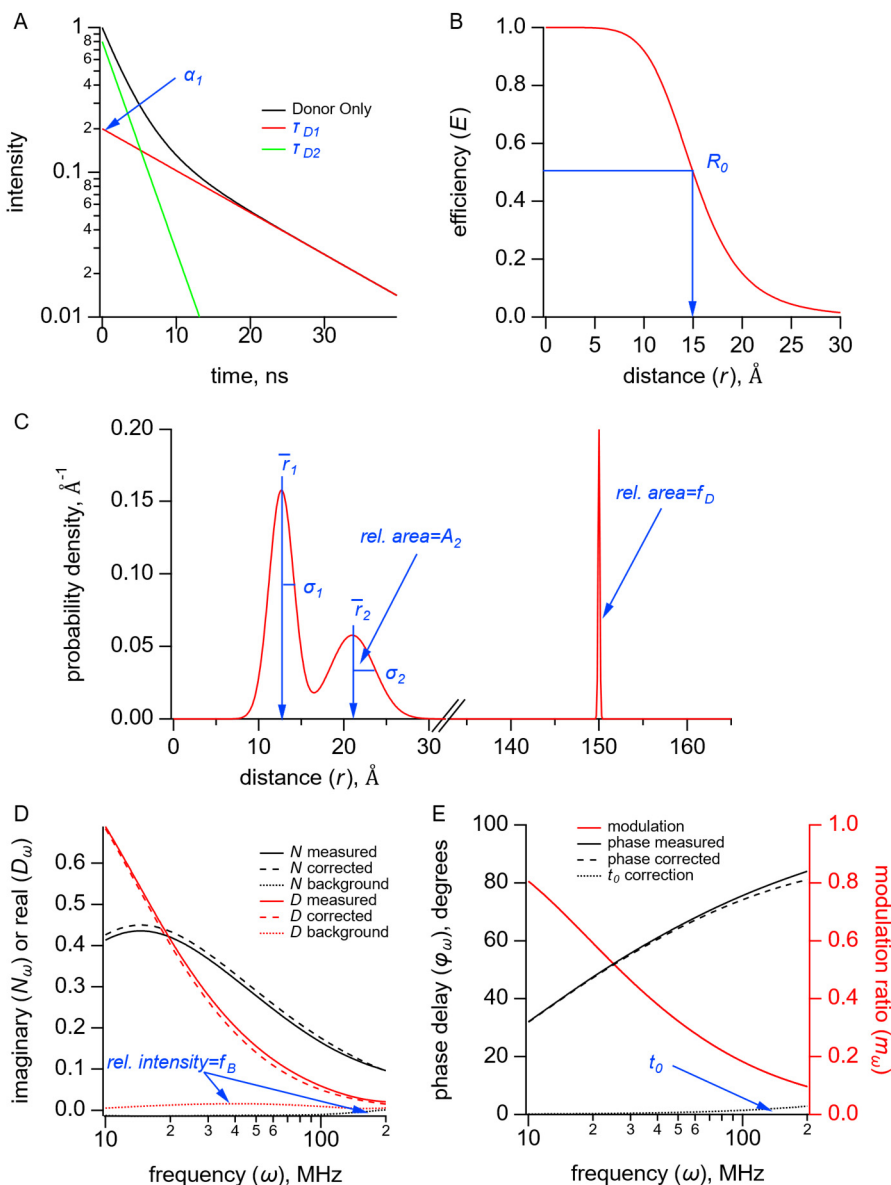 A
1
8
6
4
2
0.1
8
6
4
2
0.01
intensity
α1
Donor Only
τD1
τD2
0
10
20
30
time, ns
B
1.0
0.8
0.6
0.4
0.2
0.0
efficiency (E)
R0
0
5
10
15
20
25
30
distance (r), Å
C
0.20
0.15
0.10
0.05
0.00
probability density, Å-1
r̅1
rel. area=A2
σ1
r̅2
σ2
rel. area=fD
0
10
20
30
140
150
160
distance (r), Å
D
0.6
0.5
0.4
0.3
0.2
0.1
0.0
imaginary (Nω) or real (Dω)
N measured
N corrected
N background
D measured
D corrected
D background
rel. intensity=fB
10
2
3
4
5
6
100
2
frequency (ω), MHz
E
100
80
60
40
20
0
phase delay (φω), degrees
modulation
phase measured
phase corrected
t0 correction
t0
1.0
0.8
0.6
0.4
0.2
0.0
modulation ratio (mω)
10
2
3
4
5
6
100
2
frequency (ω), MHz